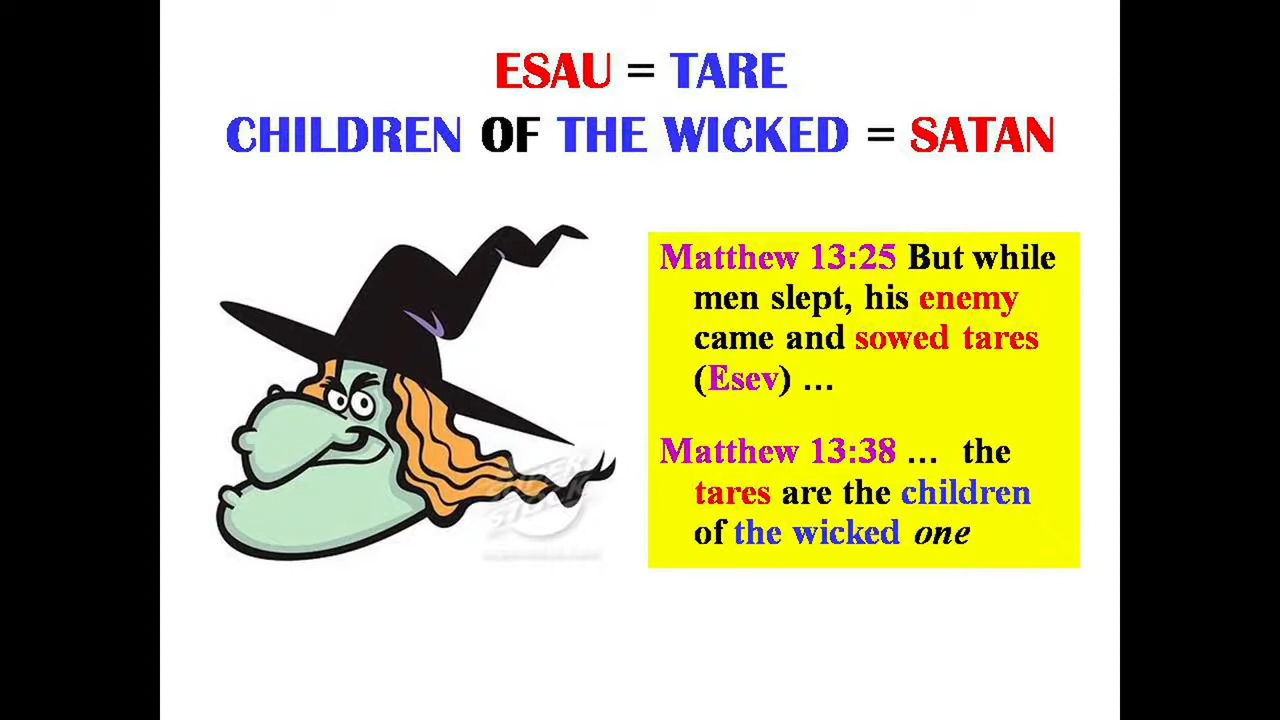 ESAU = TARE
CHILDREN OF THE WICKED = SATAN
Matthew 13:25 But while
men slept, his enemy
came and sowed tares
(Esev) …
Matthew 13:38 … the
tares are the children
of the wicked one